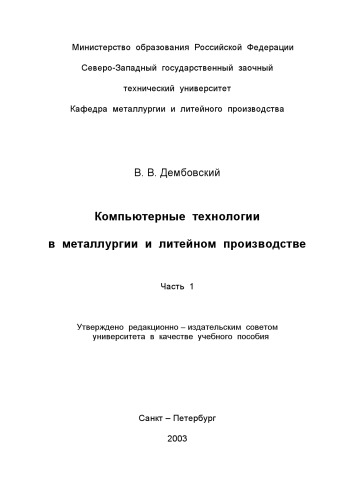 Министерство образования Российской Федерации
Северо-Западный государственный заочный
технический университет
Кафедра металлургии и литейного производства
В. В. Дембовский
Компьютерные технологии
в металлургии и литейном производстве
Часть 1
Утверждено редакционно – издательским советом
университета в качестве учебного пособия
Санкт – Петербург
2003